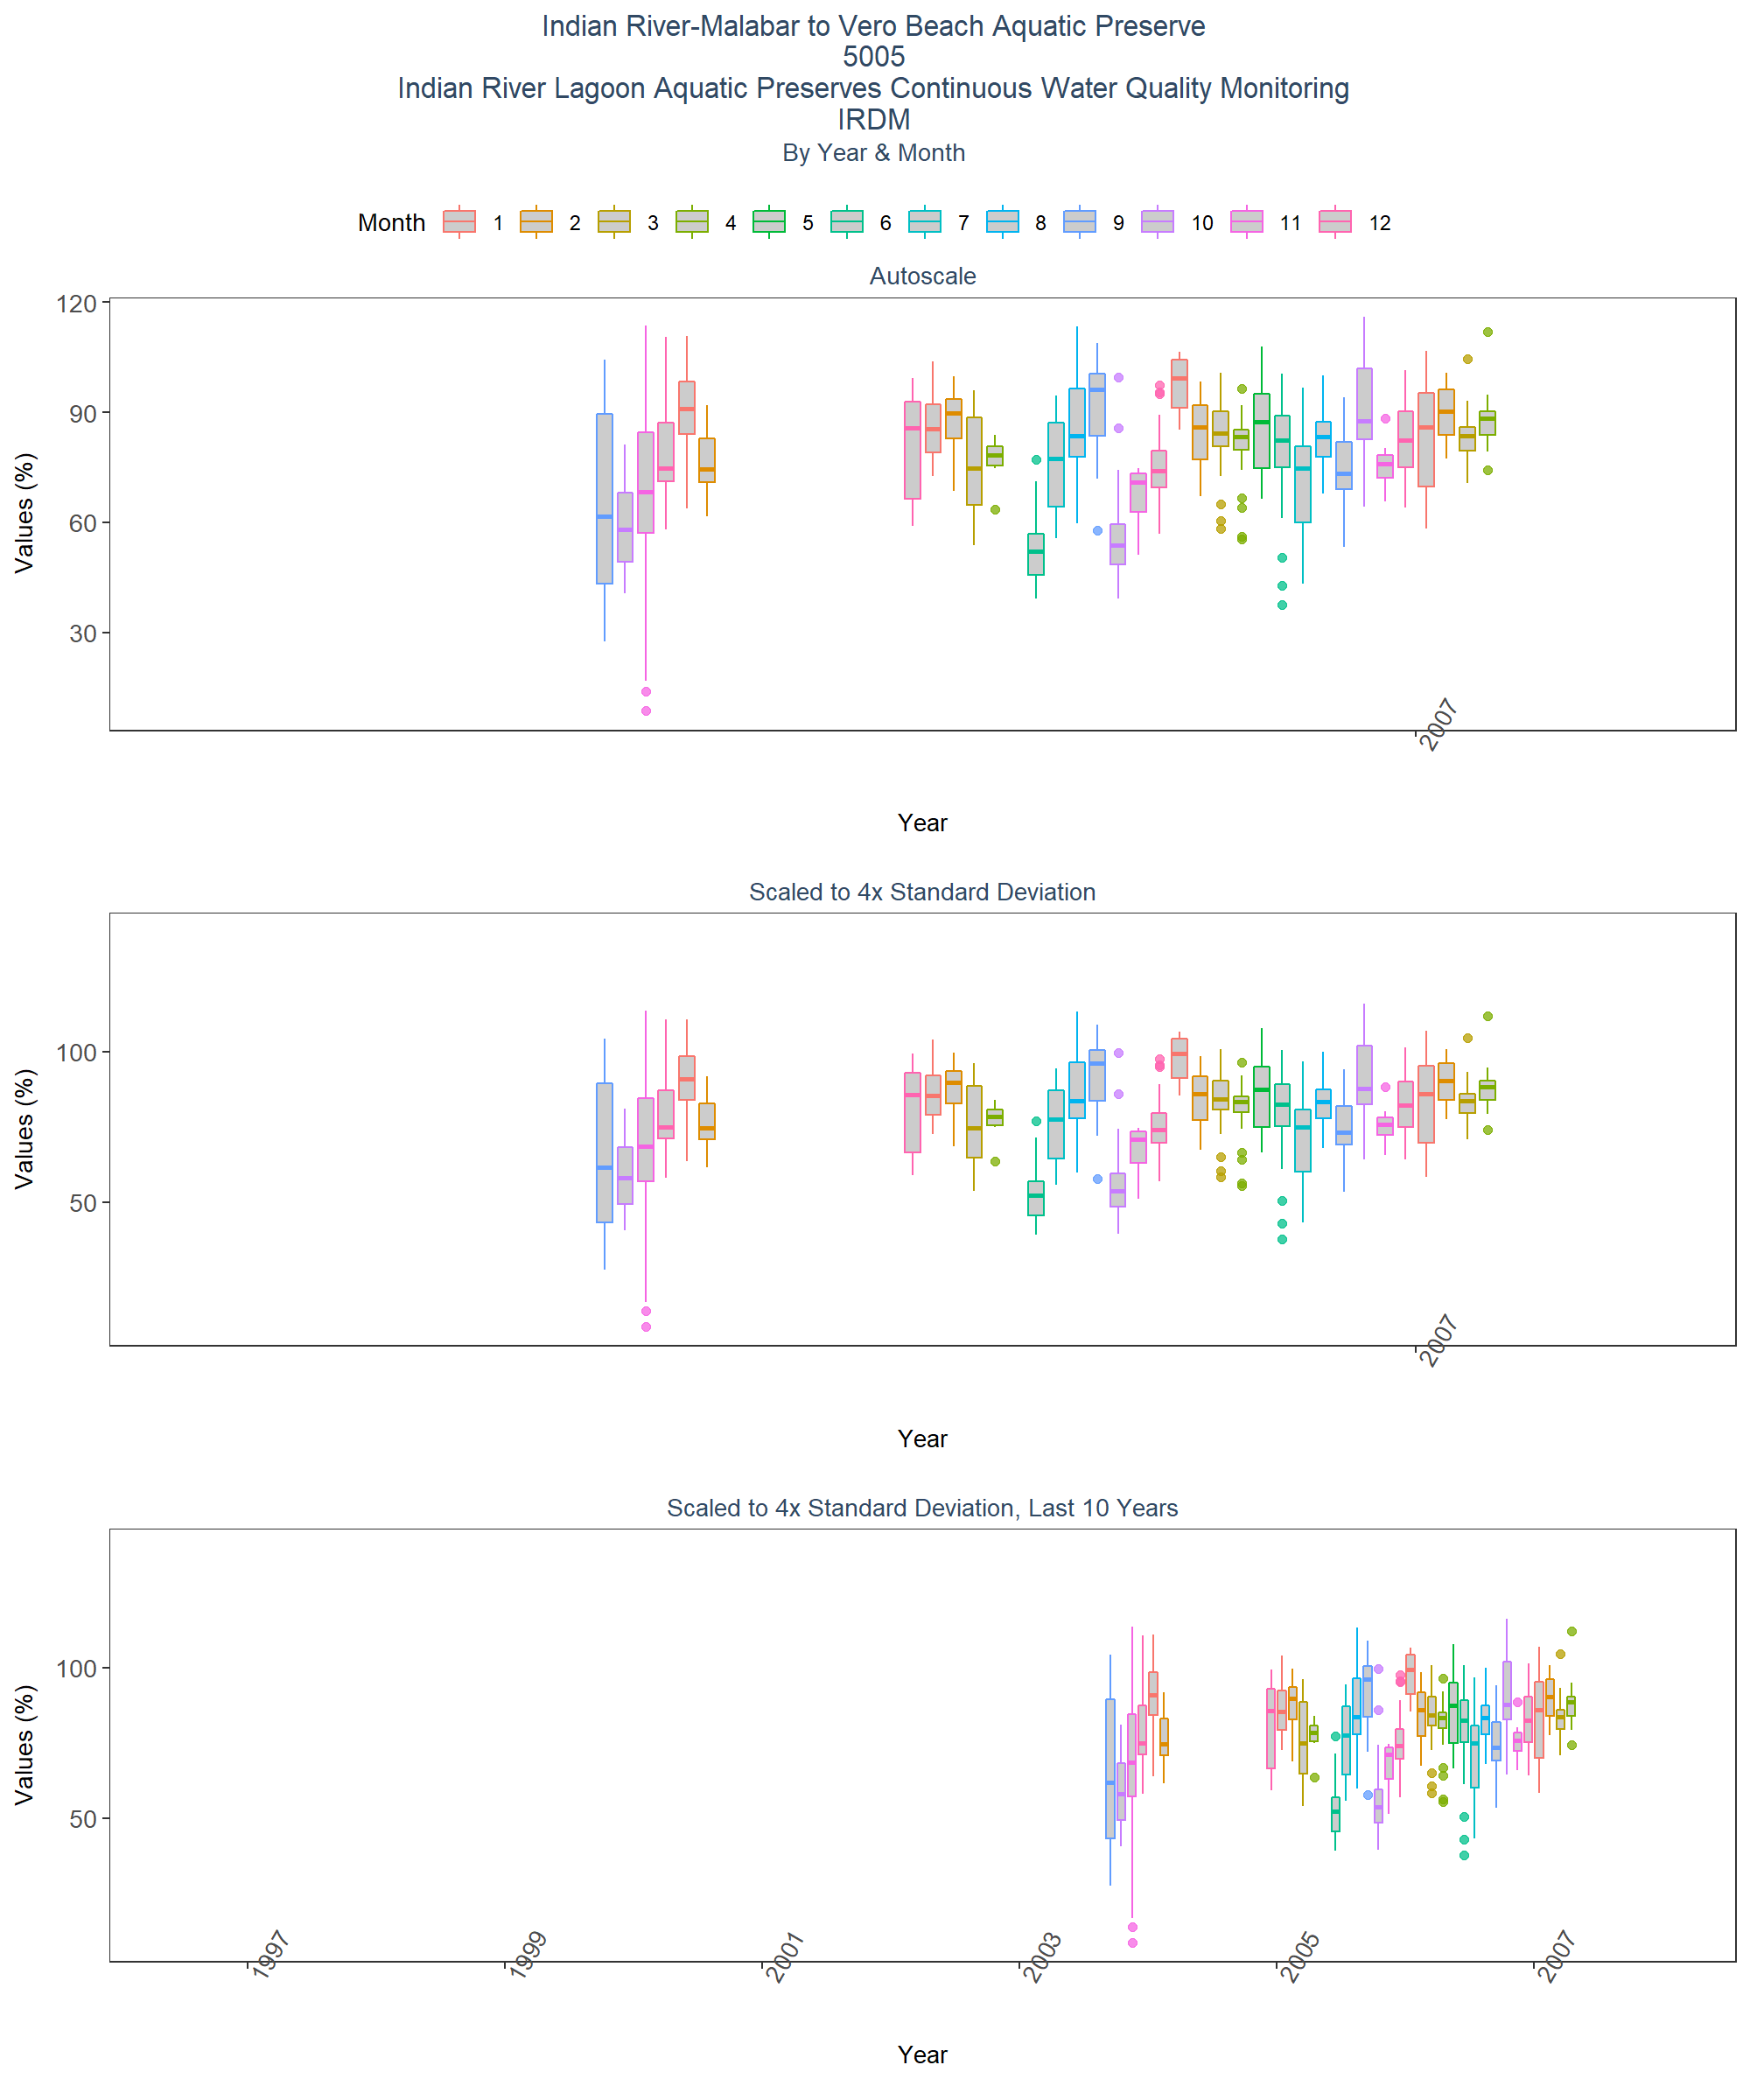 Indian River-Malabar to Vero Beach Aquatic Preserve
5005
Indian River Lagoon Aquatic Preserves Continuous Water Quality Monitoring
IRDM
By Year & Month
Month 1 2 3 4 5 6 7 8 9 10 11 12
Autoscale
120
90
60
30
Values (%)
2007
Year
Scaled to 4x Standard Deviation
100
50
Values (%)
2007
Year
Scaled to 4x Standard Deviation, Last 10 Years
100
50
Values (%)
1997 1999 2001 2003 2005 2007
Year